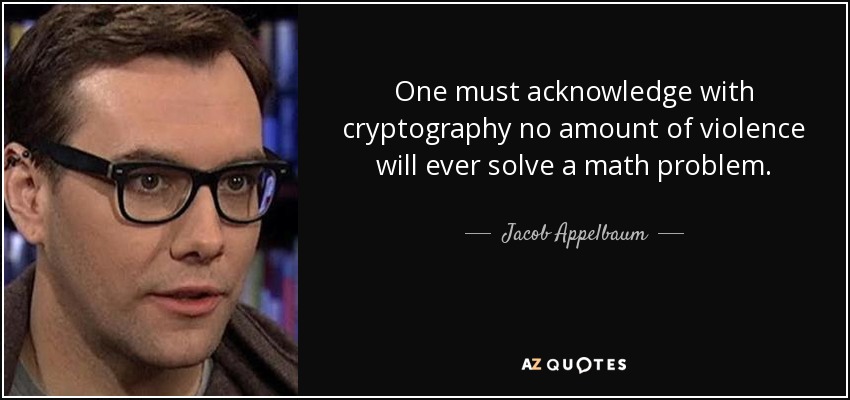 One must acknowledge with
cryptography no amount of violence
will ever solve a math problem.
Jacob Appelbaum
AZ QUOTES